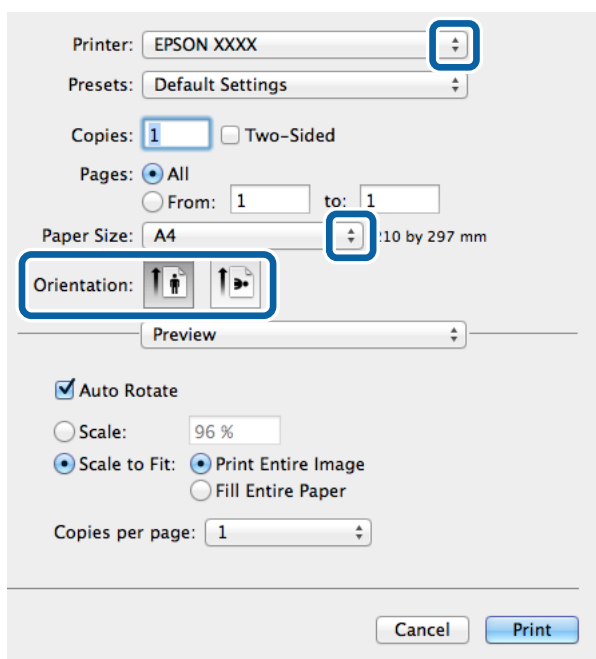 Printer: EPSON XXXX
Presets: Default Settings
Copies: 1 Two-Sided
Pages: All
From: 1 to: 1
Paper Size: A4 210 by 297 mm
Orientation:
Preview
Auto Rotate
Scale: 96 %
Scale to Fit: Print Entire Image
Fill Entire Paper
Copies per page: 1
Cancel Print